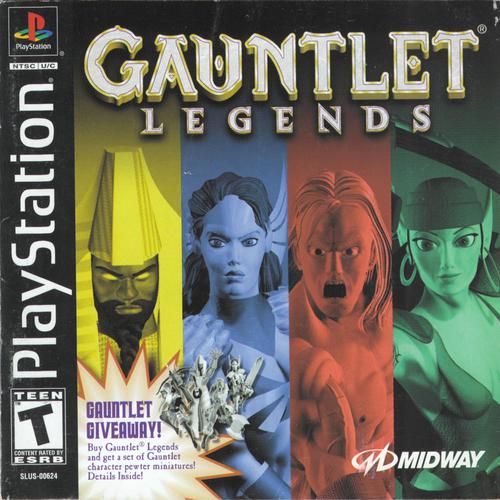 PlayStation
NTSC U/C
PlayStation
GAUNTLET®
LEGENDS
GAUNTLET
GIVEAWAY!
Buy Gauntlet® Legends
and get a set of Gauntlet
character pewter miniatures!
Details Inside!
TEEN
T
CONTENT RATED BY
ESRB
SLUS-00624
MIDWAY